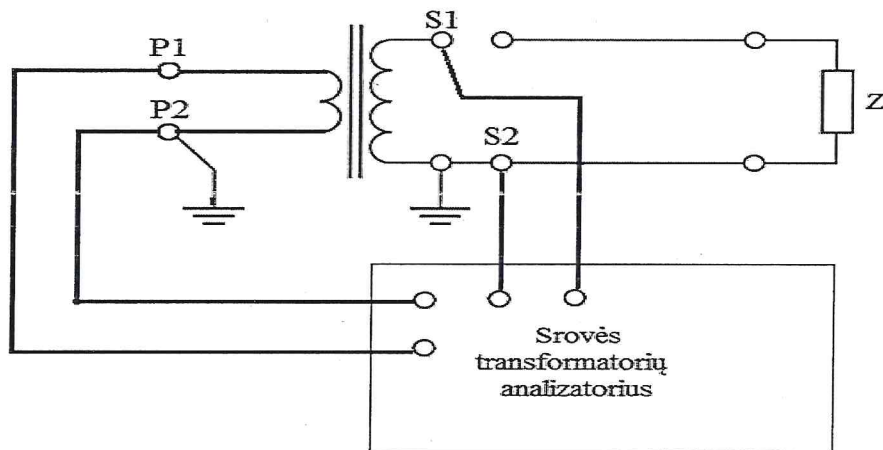 S1
P1
P2
S2
Z
Srovės
transformatorių
analizatorius